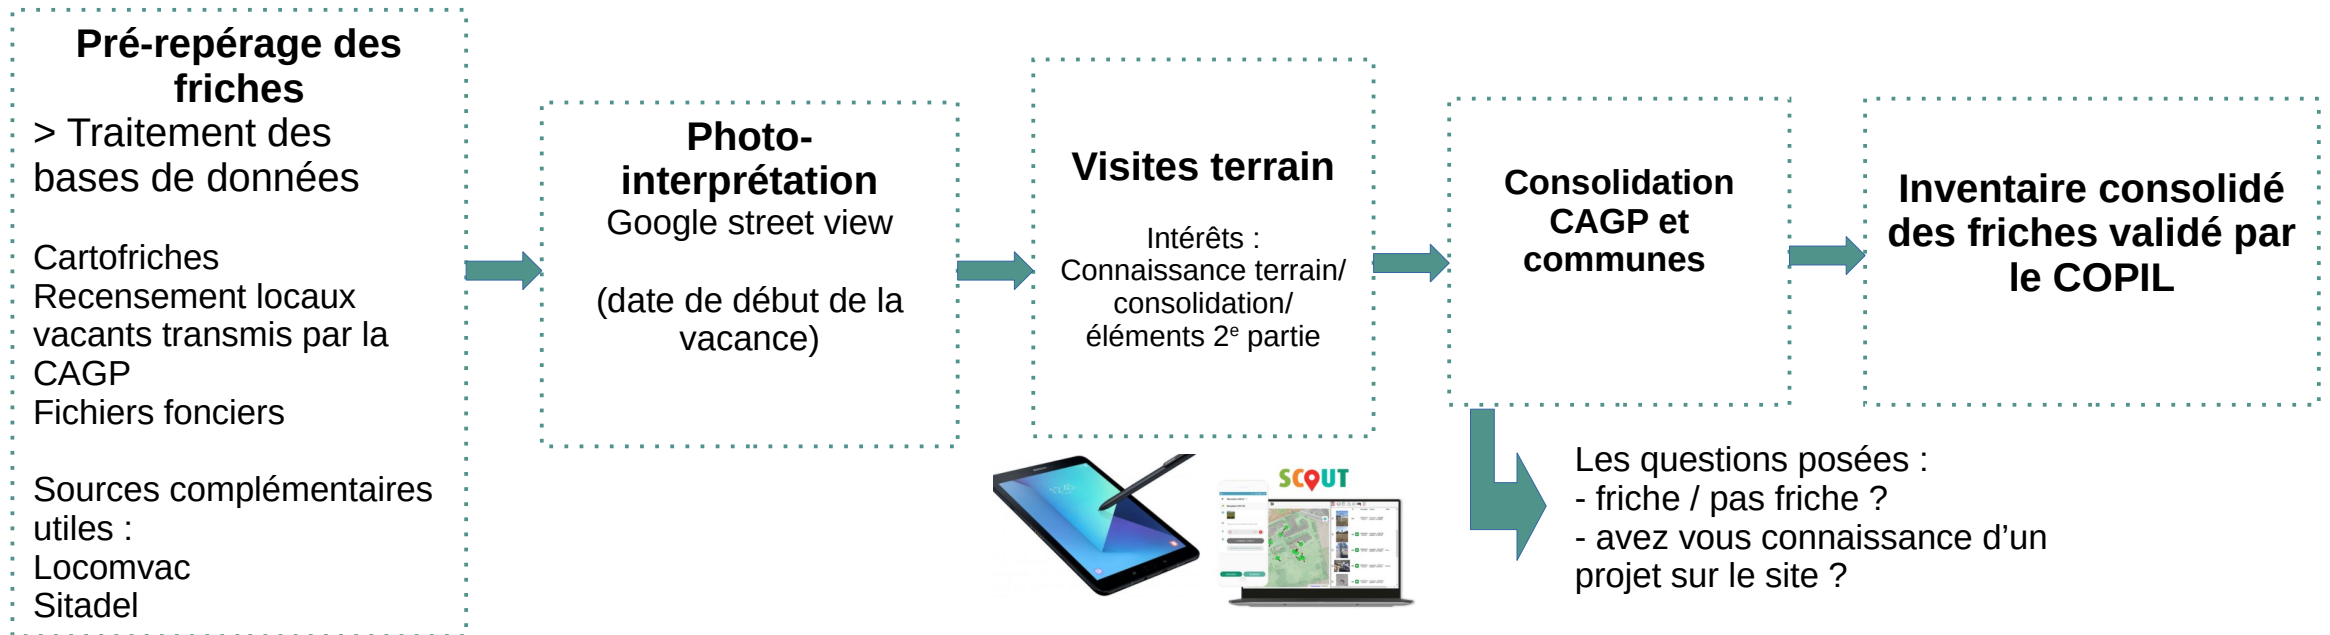 Pré-repérage des
friches
> Traitement des
bases de données
Cartofriches
Recensement locaux
vacants transmis par la
CAGP
Fichiers fonciers
Sources complémentaires
utiles :
Locomvac
Sitadel
Photo-
interprétation
Google street view
(date de début de la
vacance)
Visites terrain
Intérêts :
Connaissance terrain/
consolidation/
éléments 2e partie
SCOUT
Consolidation
CAGP et
communes
Les questions posées :
- friche / pas friche ?
- avez vous connaissance d’un
projet sur le site ?
Inventaire consolidé
des friches validé par
le COPIL